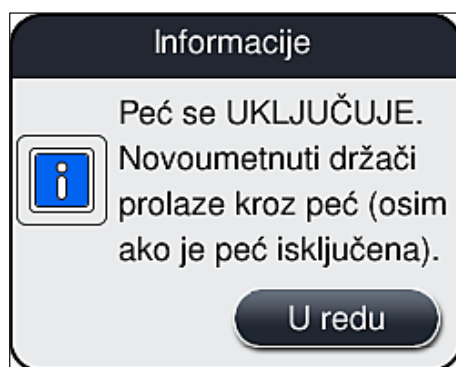 Informacije
Peć se UKLJUČUJE.
Novoumetnuti držači
prolaze kroz peć (osim
ako je peć isključena).
U redu